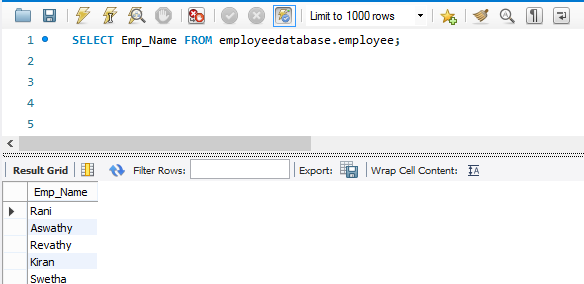 Limit to 1000 rows
1 SELECT Emp_Name FROM employeedatabase.employee;
2
3
4
5
Result Grid Filter Rows: Export: Wrap Cell Content: IA
Emp_Name
Rani
Aswathy
Revathy
Kiran
Swetha